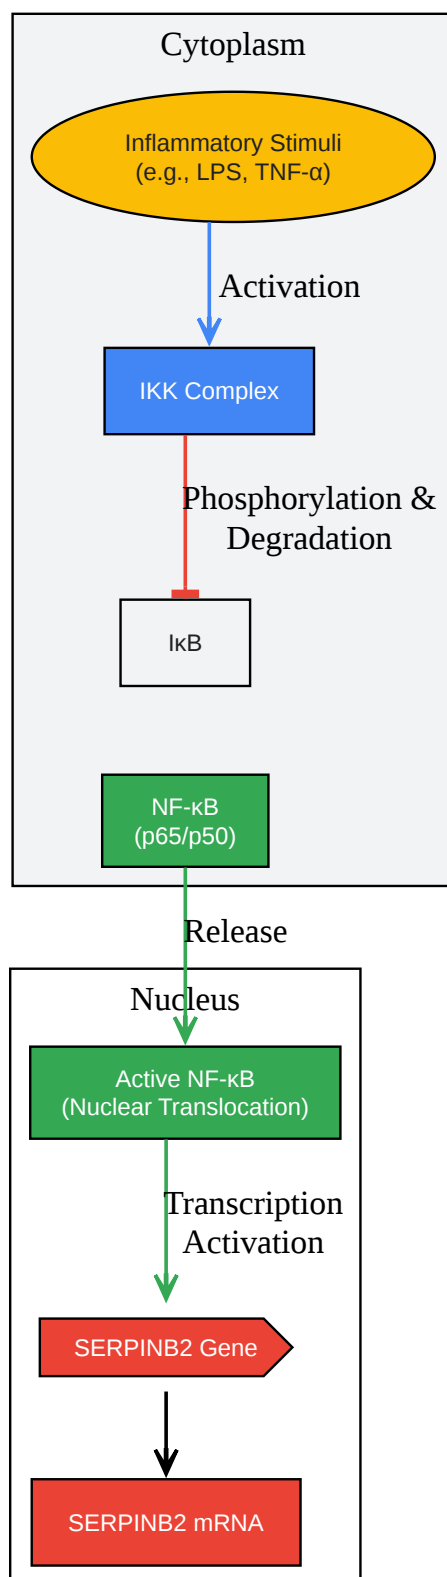 Cytoplasm
Inflammatory Stimuli
(e.g., LPS, TNF-α)
Activation
IKK Complex
Phosphorylation &
Degradation
IκB
NF-κB
(p65/p50)
Release
Nucleus
Active NF-κB
(Nuclear Translocation)
Transcription
Activation
SERPINB2 Gene
SERPINB2 mRNA